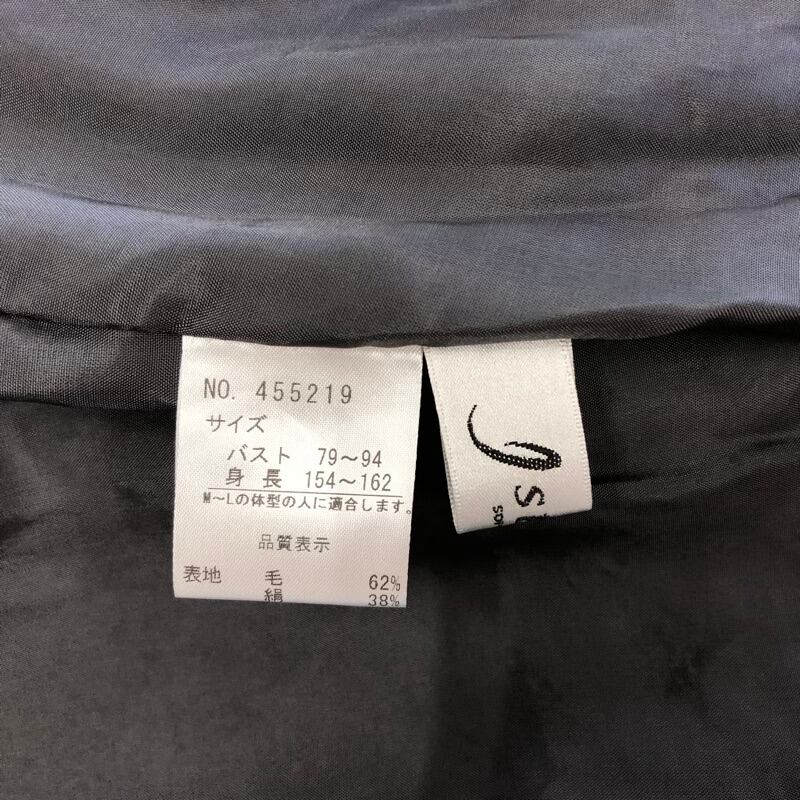 NO. 455219
サイズ
バスト 79～94
身長 154～162
M～Lの体型の人に適合します。
品質表示
表地 毛 62%
絹 38%